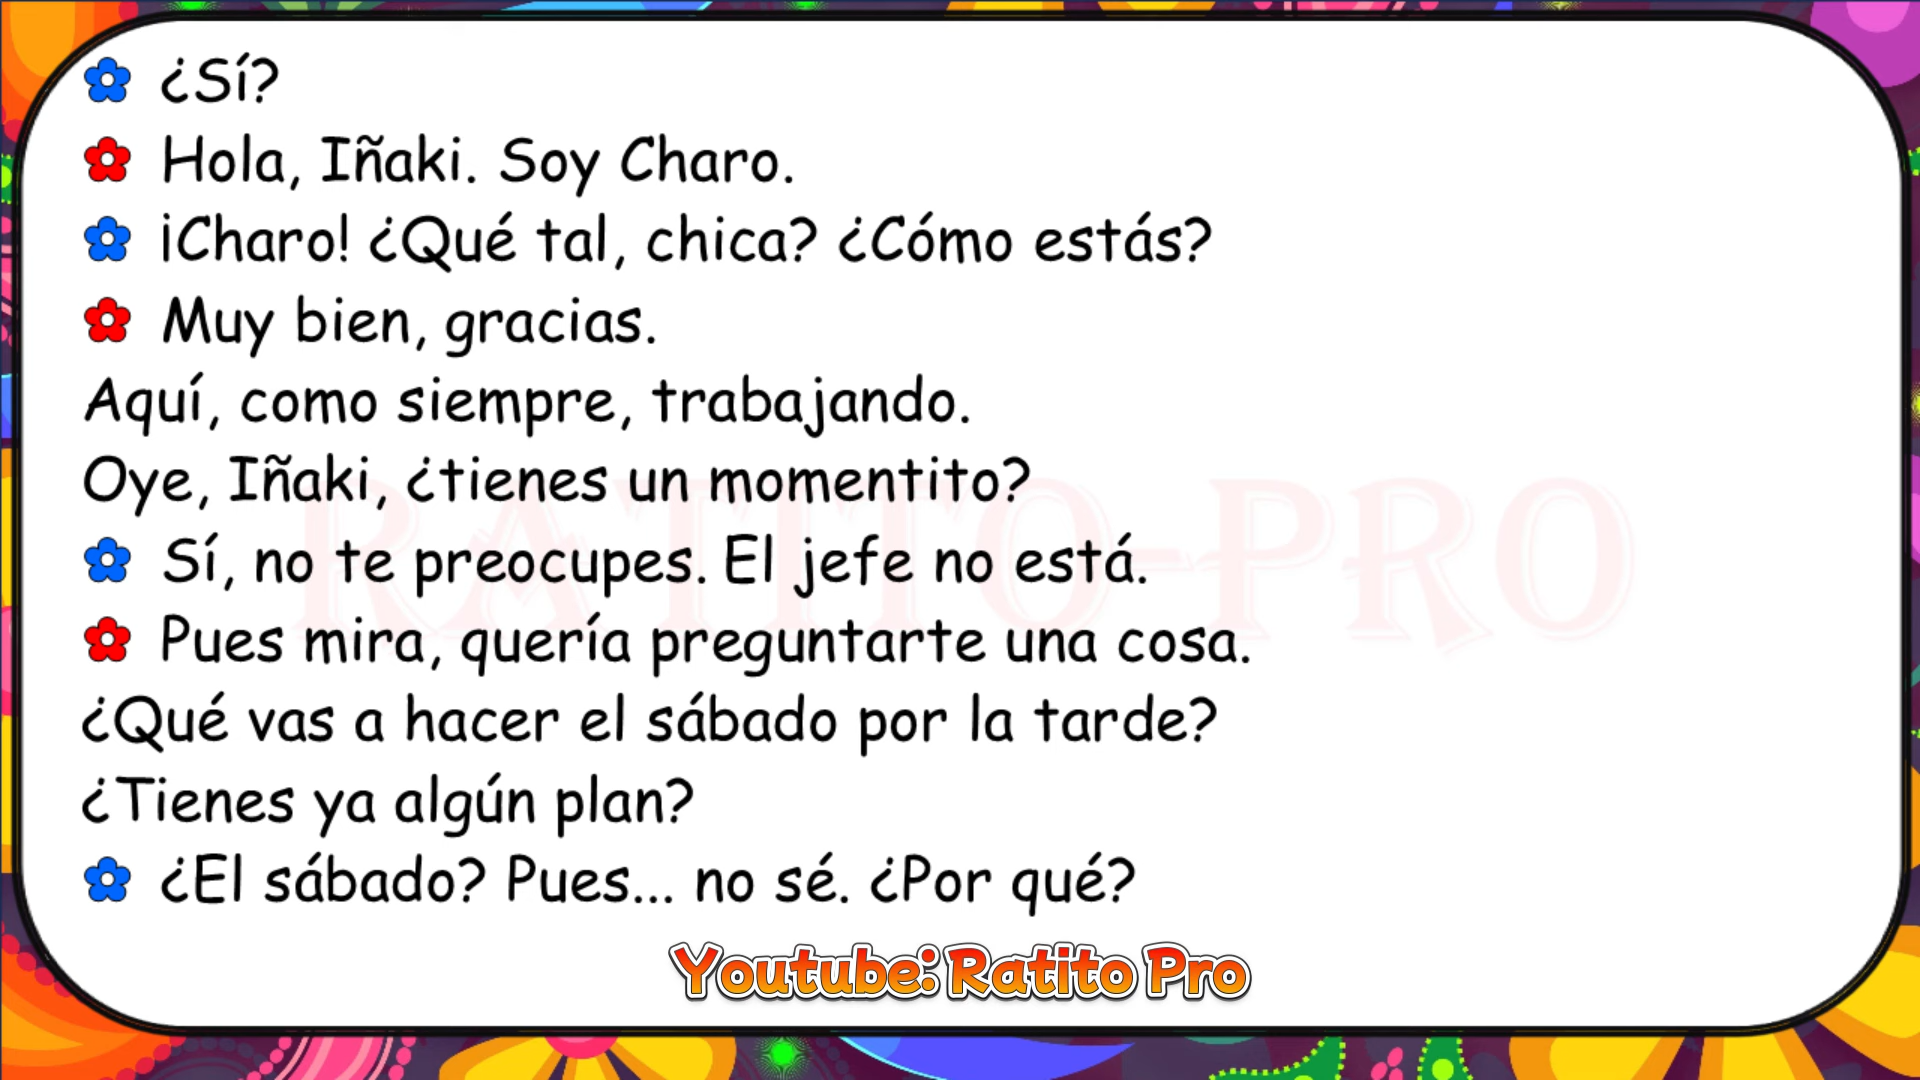 ¿Sí?
Hola, Iñaki. Soy Charo.
¡Charo! ¿Qué tal, chica? ¿Cómo estás?
Muy bien, gracias.
Aquí, como siempre, trabajando.
Oye, Iñaki, ¿tienes un momentito?
Sí, no te preocupes. El jefe no está.
Pues mira, quería preguntarte una cosa.
¿Qué vas a hacer el sábado por la tarde?
¿Tienes ya algún plan?
¿El sábado? Pues... no sé. ¿Por qué?
RATITO-PRO
Youtube: Ratito Pro